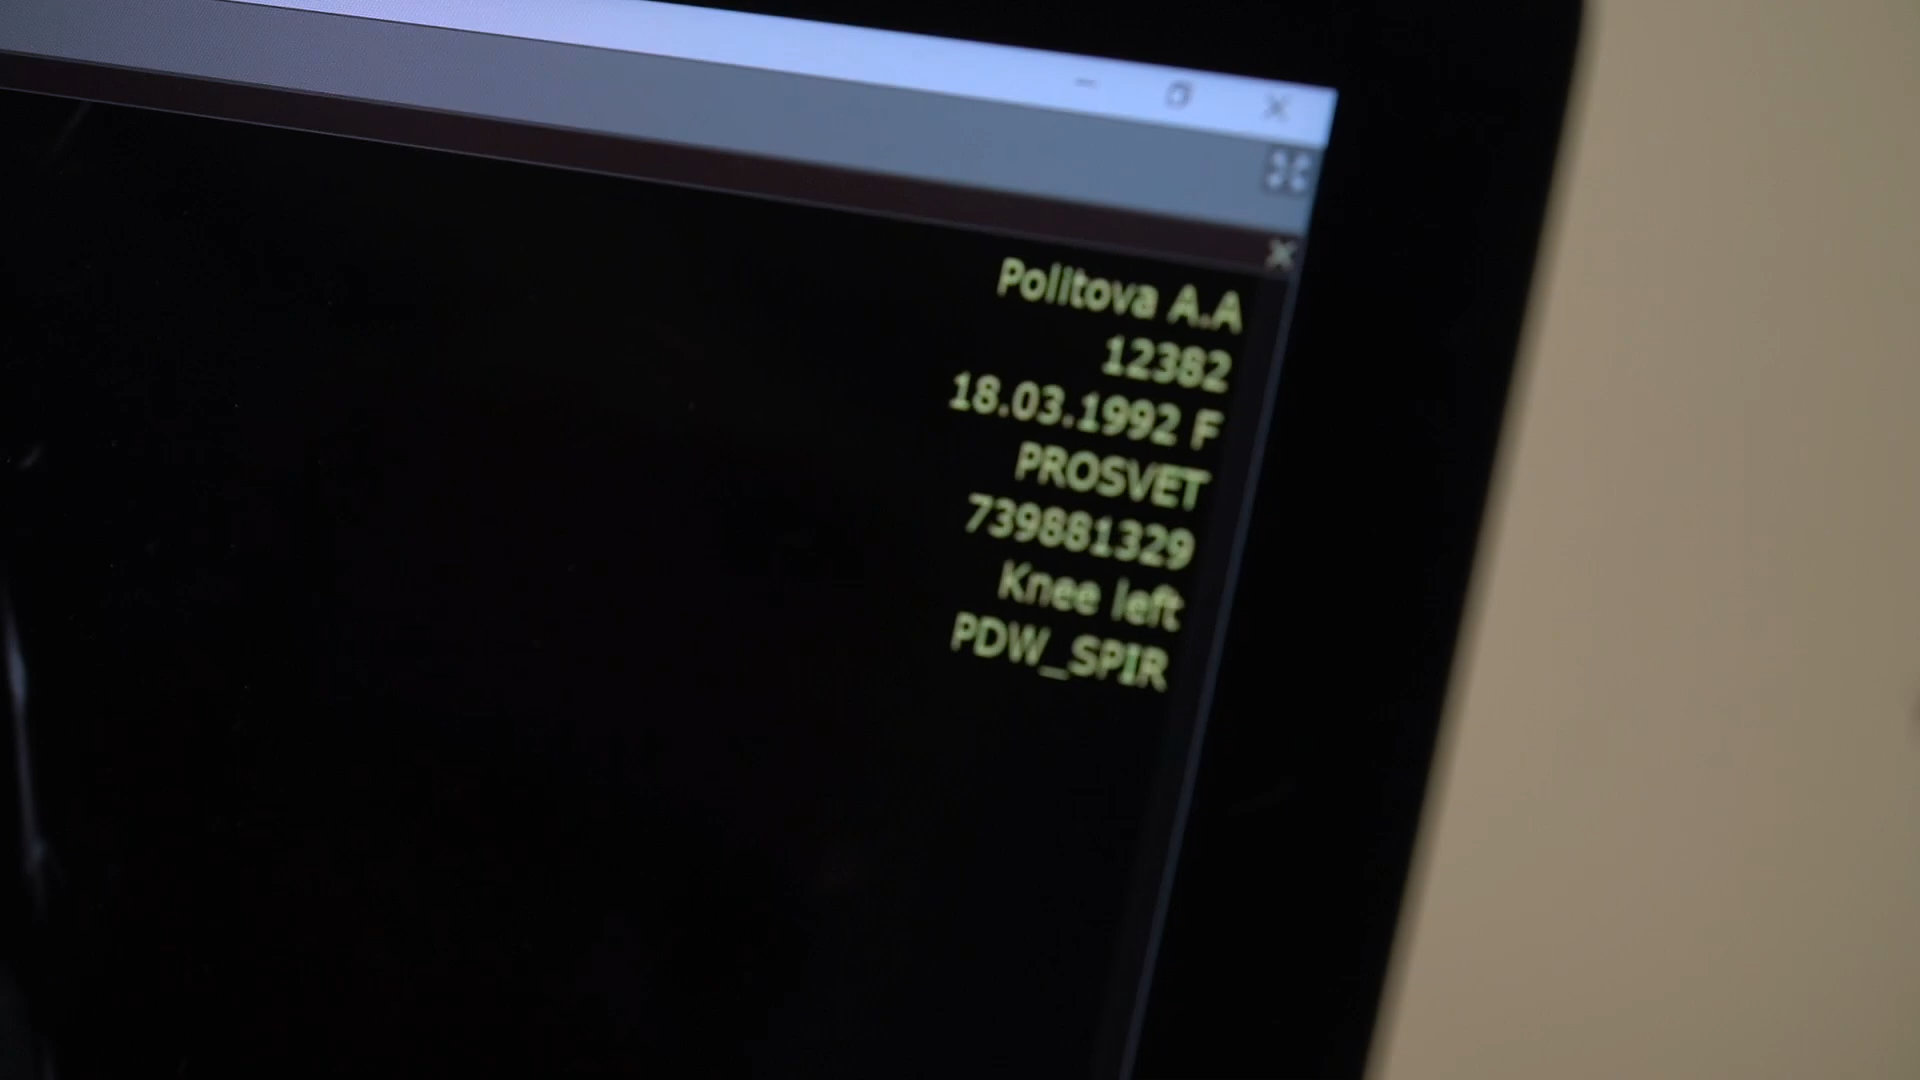 Politova A.A
12382
18.03.1992 F
PROSVET
739881329
Knee left
PDW_SPIR